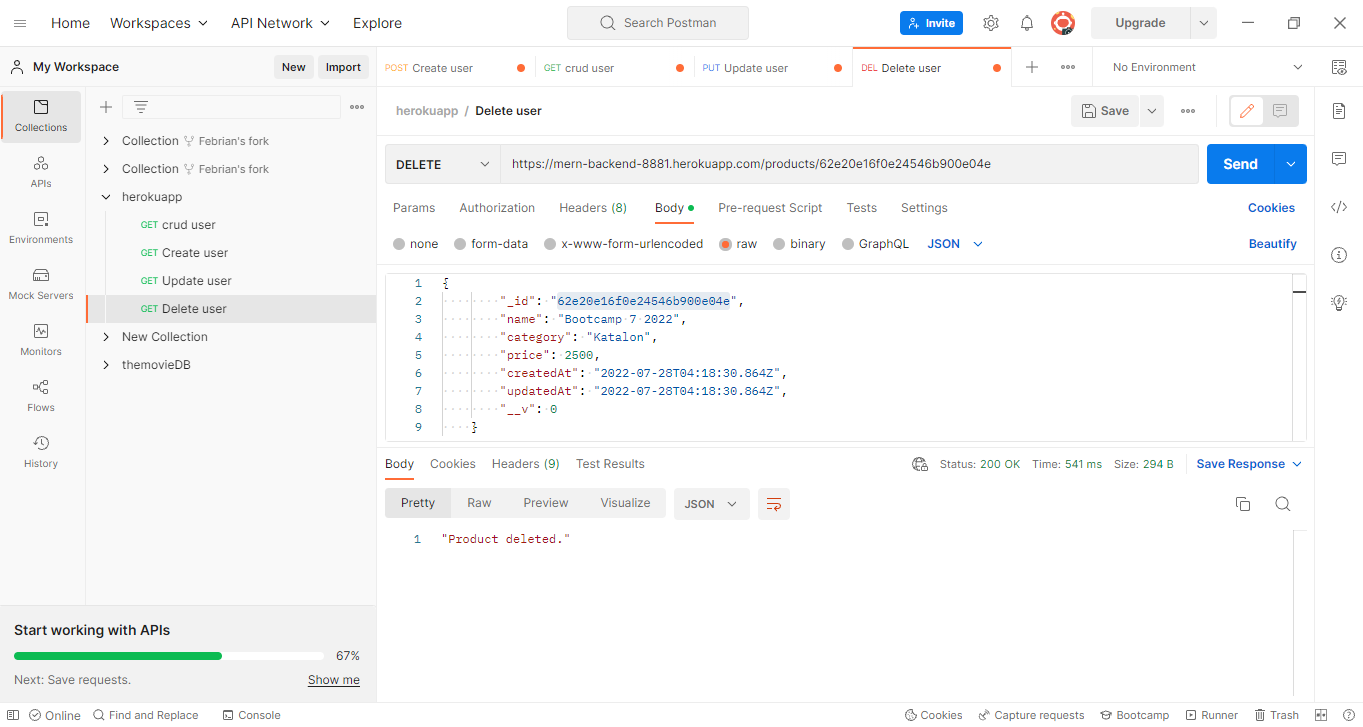 Home Workspaces API Network Explore Search Postman Invite Upgrade
My Workspace New Import
POST Create user GET crud user PUT Update user DEL Delete user No Environment
Collections
APIs
Environments
Mock Servers
Monitors
Flows
History
Collection Febrian's fork
Collection Febrian's fork
herokuapp
GET crud user
GET Create user
GET Update user
GET Delete user
New Collection
themovieDB
Start working with APIs
67%
Next: Save requests. Show me
herokuapp / Delete user Save
DELETE https://mern-backend-8881.herokuapp.com/products/62e20e16f0e24546b900e04e Send
Params Authorization Headers (8) Body Pre-request Script Tests Settings Cookies
none form-data x-www-form-urlencoded raw binary GraphQL JSON Beautify
1 {
2 "_id": "62e20e16f0e24546b900e04e",
3 "name": "Bootcamp 7 2022",
4 "category": "Katalon",
5 "price": 2500,
6 "createdAt": "2022-07-28T04:18:30.864Z",
7 "updatedAt": "2022-07-28T04:18:30.864Z",
8 "__v": 0
9 }
Body Cookies Headers (9) Test Results Status: 200 OK Time: 541 ms Size: 294 B Save Response
Pretty Raw Preview Visualize JSON
1 "Product deleted."
Online Find and Replace Console Cookies Capture requests Bootcamp Runner Trash